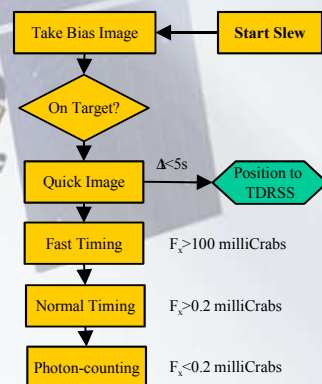 Take Bias Image
Start Slew
On Target?
Δ<5s
Quick Image
Position to
TDRSS
Fast Timing
Fₓ>100 milliCrabs
Normal Timing
Fₓ>0.2 milliCrabs
Photon-counting
Fₓ<0.2 milliCrabs